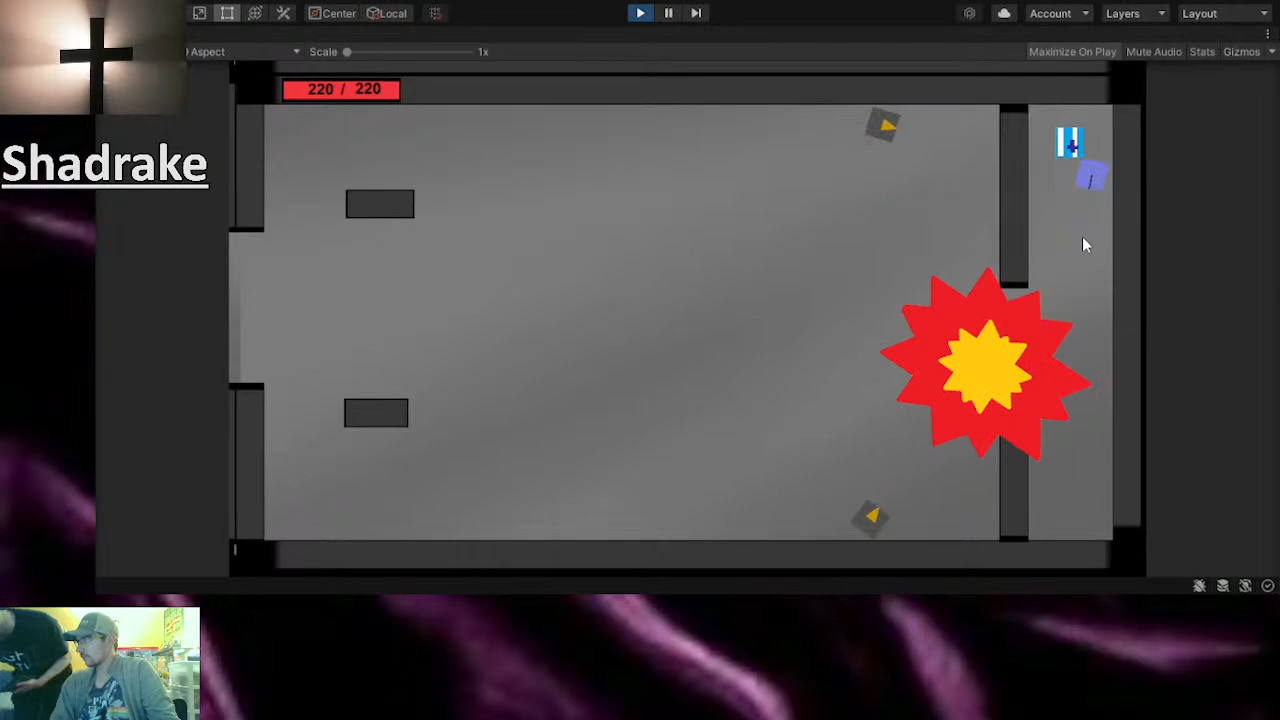 Center
Local
Account
Layers
Layout
Aspect
Scale
1x
Maximize On Play
Mute Audio
Stats
Gizmos
220 / 220
Shadrake